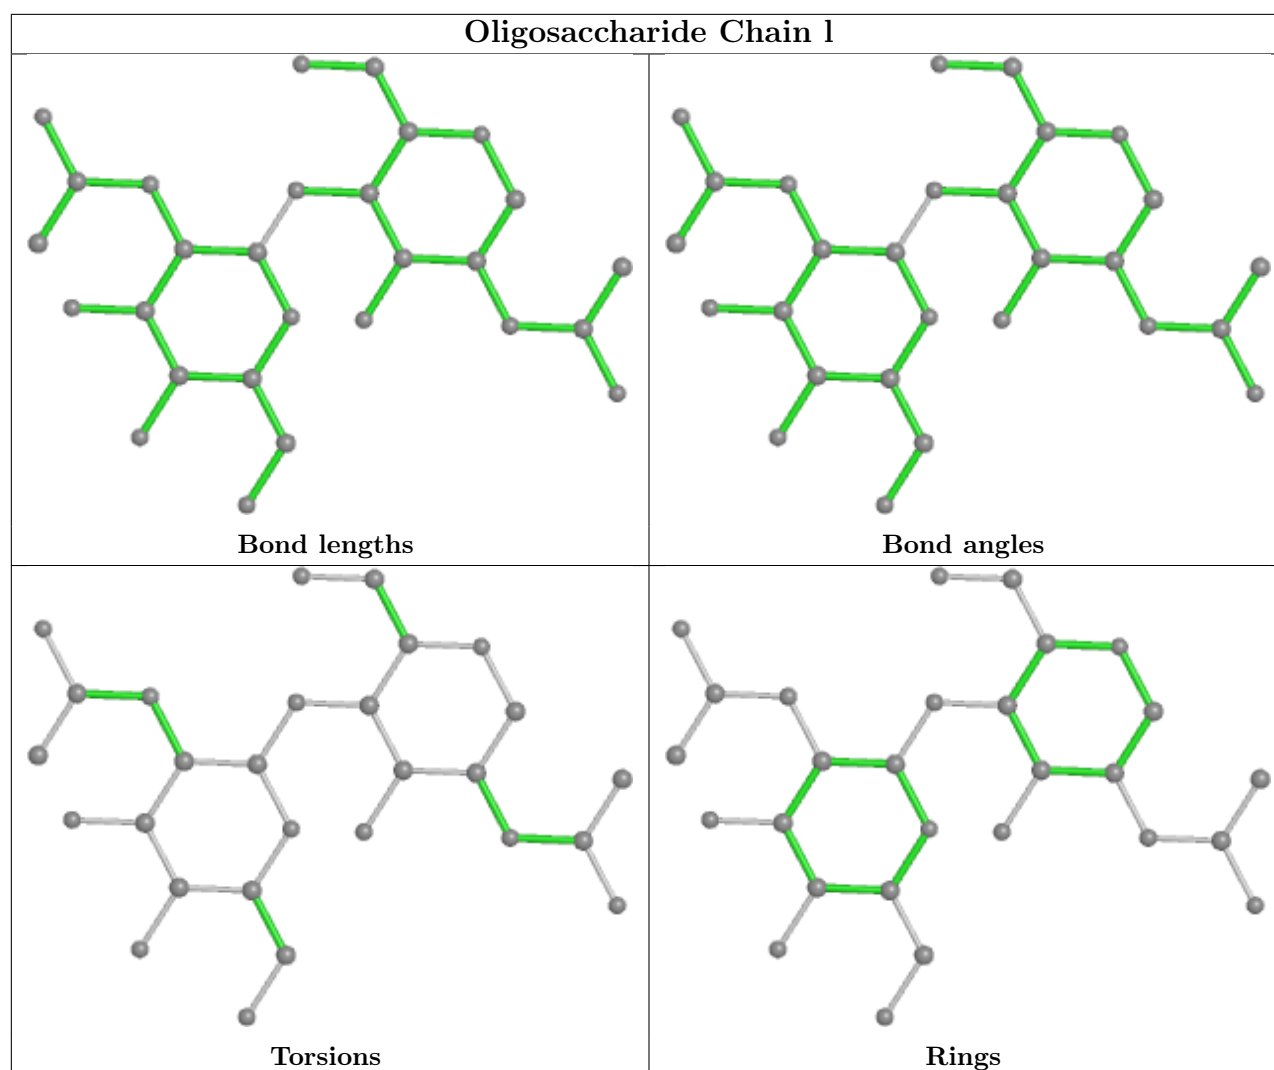 Oligosaccharide Chain l
Bond lengths
Bond angles
Torsions
Rings